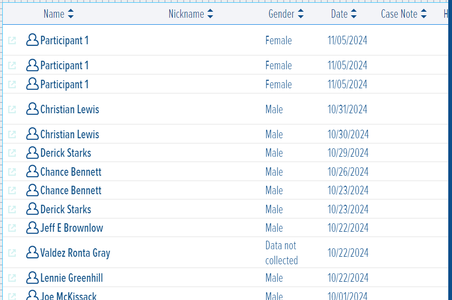 Name Nickname Gender Date Case Note H
Participant 1 Female 11/05/2024
Participant 1 Female 11/05/2024
Participant 1 Female 11/05/2024
Christian Lewis Male 10/31/2024
Christian Lewis Male 10/30/2024
Derick Starks Male 10/29/2024
Chance Bennett Male 10/26/2024
Chance Bennett Male 10/23/2024
Derick Starks Male 10/23/2024
Jeff E Brownlow Male 10/22/2024
Valdez Ronta Gray Data not collected 10/22/2024
Lennie Greenhill Male 10/22/2024
Joe McKissack Male 10/01/2024